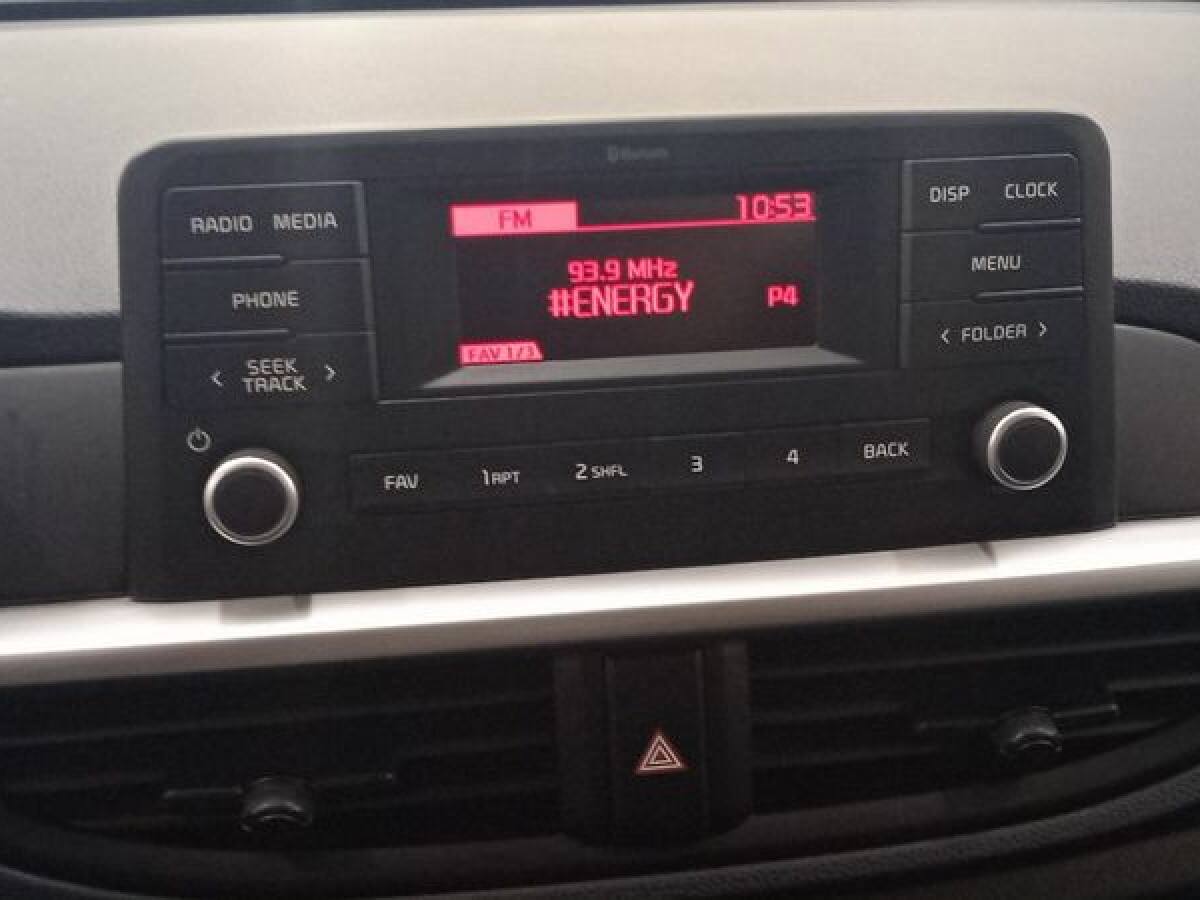 Bluetooth
RADIO MEDIA
PHONE
< SEEK TRACK >
FM 10:53
93.9 MHz
#ENERGY P4
FAV 1/3
DISP CLOCK
MENU
< FOLDER >
FAV 1 RPT 2 SHFL 3 4 BACK